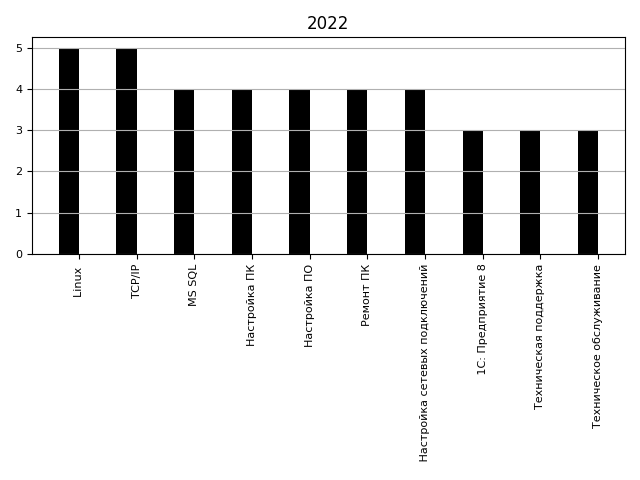 2022
5
4
3
2
1
0
Linux
TCP/IP
MS SQL
Настройка ПК
Настройка ПО
Ремонт ПК
Настройка сетевых подключений
1С: Предприятие 8
Техническая поддержка
Техническое обслуживание